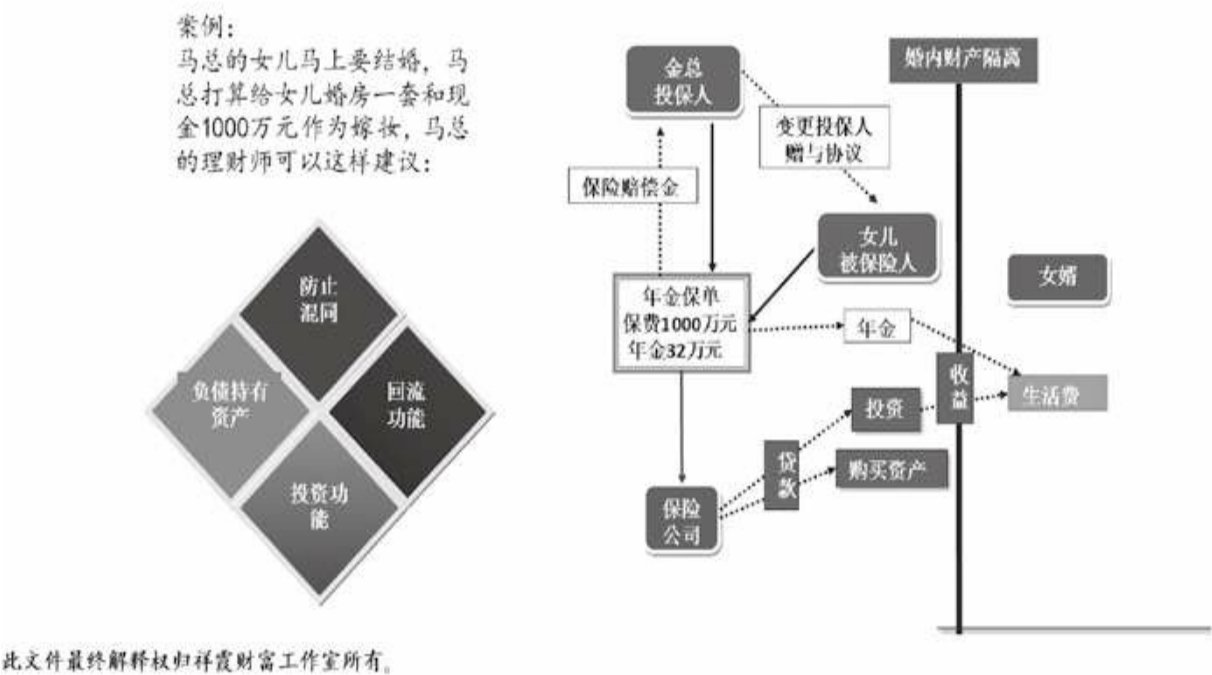 案例：
马总的女儿马上要结婚，马
总打算给女儿婚房一套和现
金1000万元作为嫁妆，马总
的理财师可以这样建议：
防止
混同
负债持有
资产
回流
功能
投资功
能
婚内财产隔离
金总
投保人
变更投保人
赠与协议
保险赔偿金
女儿
被保险人
女婿
年金保单
保费1000万元
年金32万元
年金
收
益
生活费
投资
贷
款
购买资产
保险
公司
此文件最终解释权归祥霞财富工作室所有。